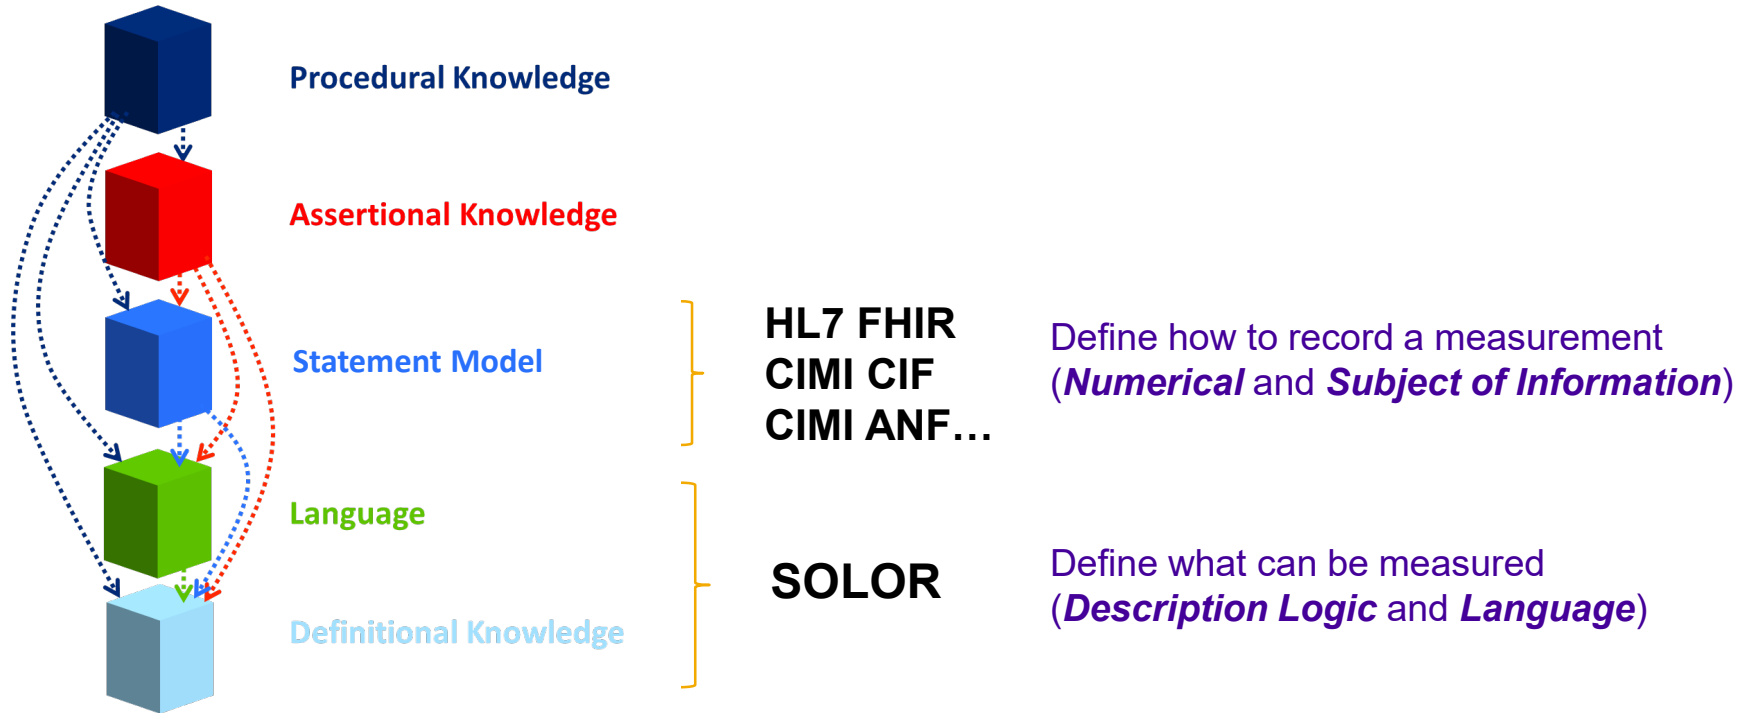 Procedural Knowledge
Assertional Knowledge
Statement Model
HL7 FHIR
CIMI CIF
CIMI ANF...
Define how to record a measurement
(Numerical and Subject of Information)
Language
Definitional Knowledge
SOLOR
Define what can be measured
(Description Logic and Language)